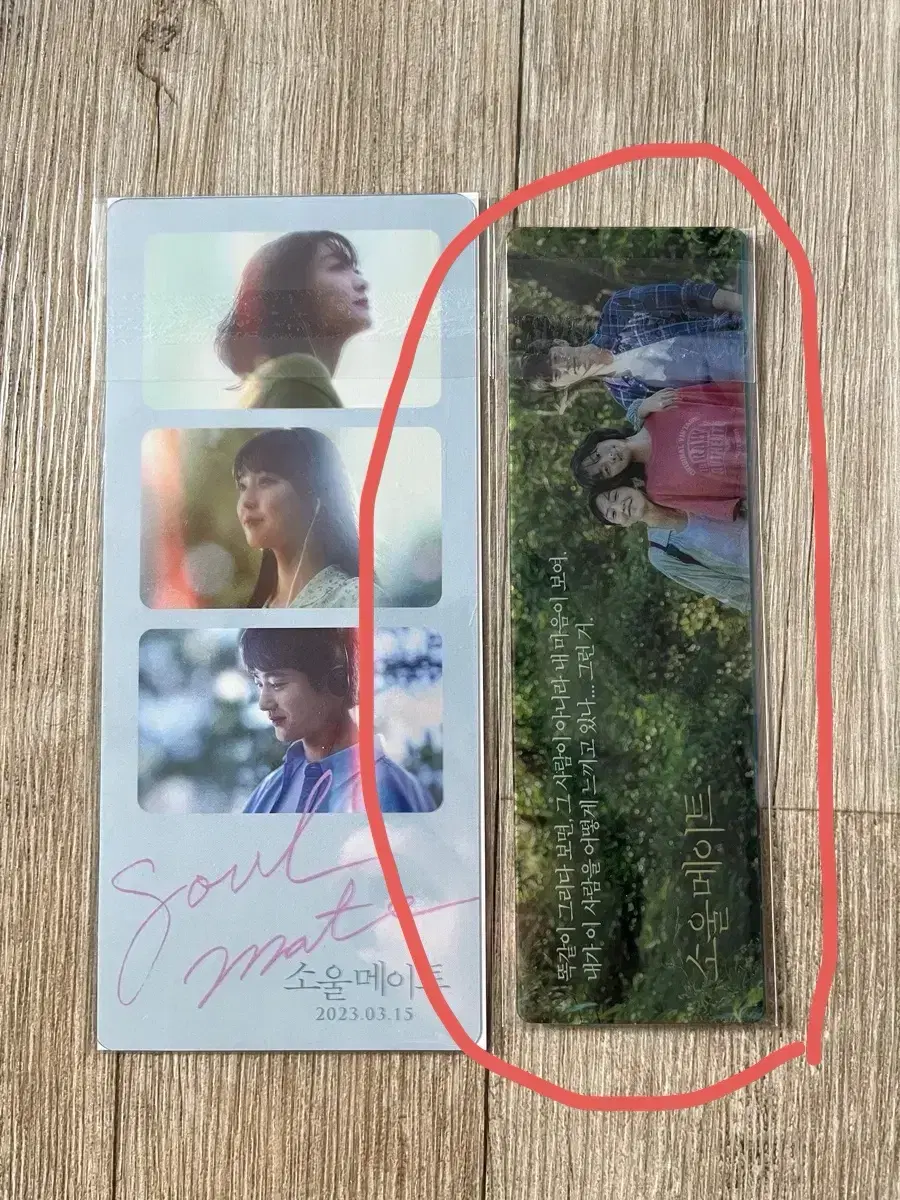 Soul
mate
소울메이트
2023.03.15
똑같이 그리다 보면, 그 사람이 아니라 내 마음이 보여.
내가 이 사람을 어떻게 느끼고 있나... 그런 거.
소울메이트